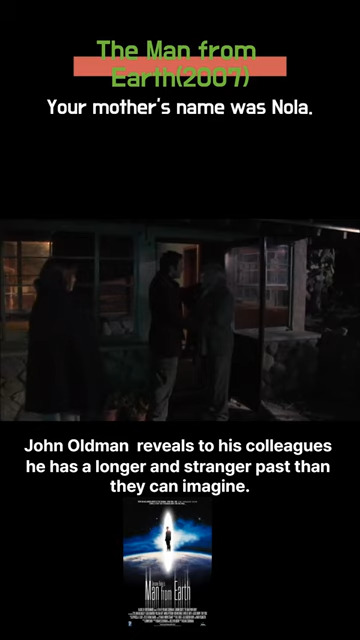 The Man from
Earth(2007)
Your mother's name was Nola.
John Oldman reveals to his colleagues
he has a longer and stranger past than
they can imagine.
Man from Earth